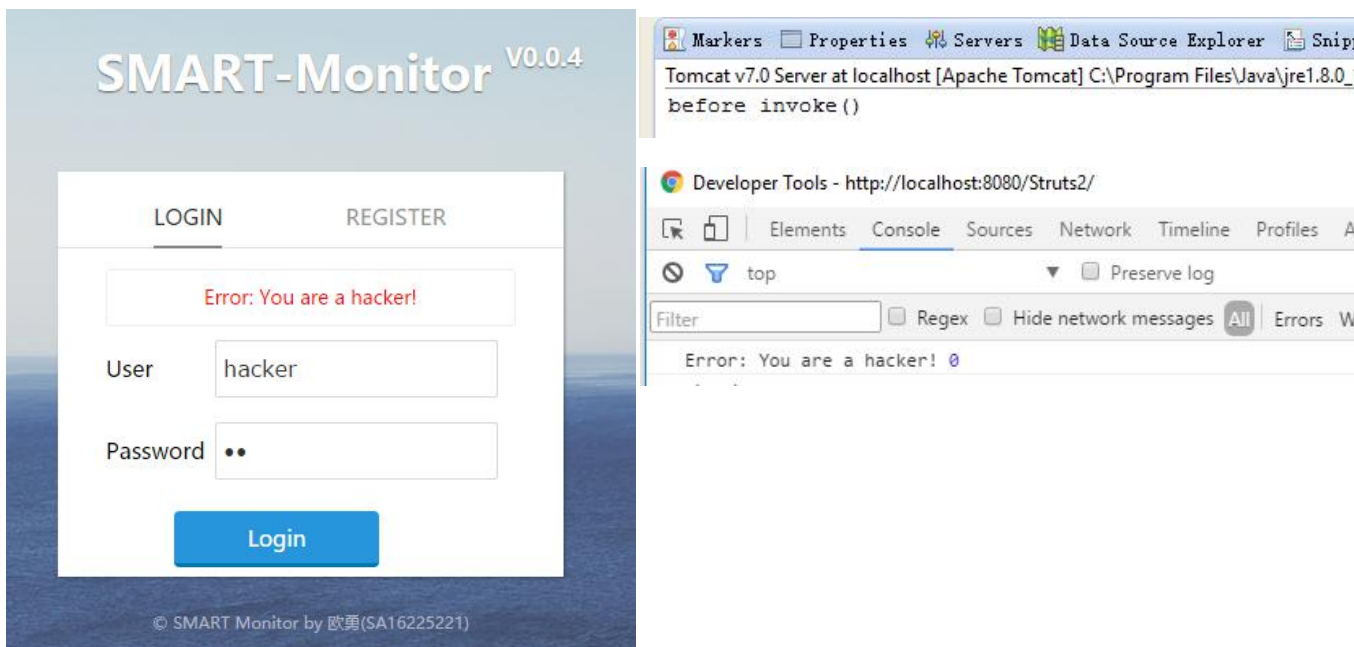 SMART-Monitor V0.0.4
LOGIN REGISTER
Error: You are a hacker!
User hacker
Password ••
Login
© SMART Monitor by 欧勇(SA16225221)
Markers Properties Servers Data Source Explorer Snip
Tomcat v7.0 Server at localhost [Apache Tomcat] C:\Program Files\Java\jre1.8.0_
before invoke()
Developer Tools - http://localhost:8080/Struts2/
Elements Console Sources Network Timeline Profiles A
top ▼ Preserve log
Filter Regex Hide network messages All Errors W
Error: You are a hacker! 0